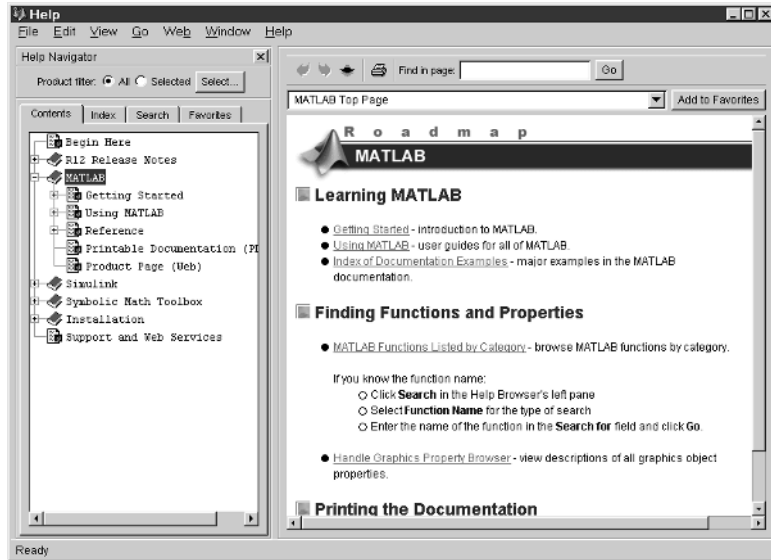 Help
File Edit View Go Web Window Help
Help Navigator
Product filter: All Selected Select...
Contents Index Search Favorites
Begin Here
R12 Release Notes
MATLAB
Getting Started
Using MATLAB
Reference
Printable Documentation (PD
Product Page (Web)
Simulink
Symbolic Math Toolbox
Installation
Support and Web Services
Find in page: Go
MATLAB Top Page Add to Favorites
Roadmap
MATLAB
Learning MATLAB
Getting Started - introduction to MATLAB.
Using MATLAB - user guides for all of MATLAB.
Index of Documentation Examples - major examples in the MATLAB
documentation.
Finding Functions and Properties
MATLAB Functions Listed by Category - browse MATLAB functions by category.
If you know the function name:
Click Search in the Help Browser's left pane
Select Function Name for the type of search
Enter the name of the function in the Search for field and click Go.
Handle Graphics Property Browser - view descriptions of all graphics object
properties.
Printing the Documentation
Ready